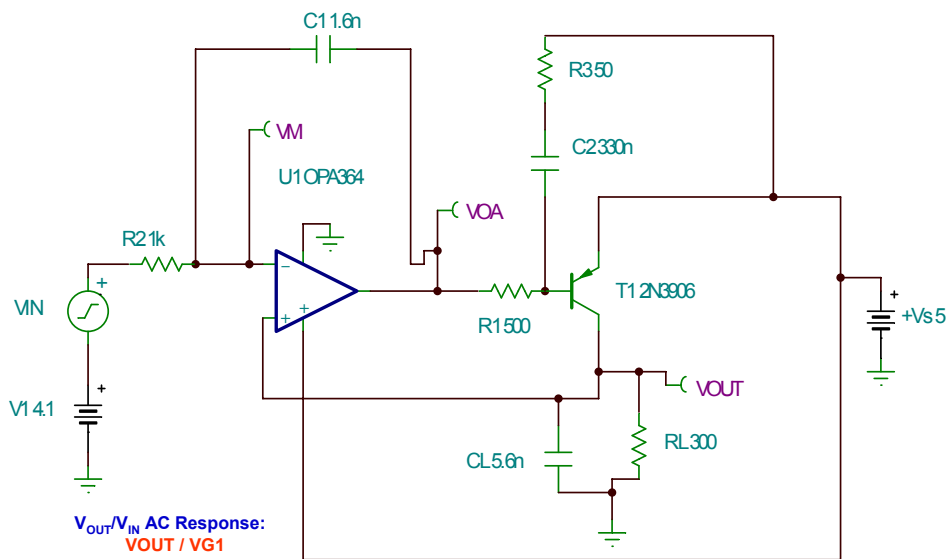 C1 1.6n
R3 50
VM
C2 330n
U1 OPA364
VOA
R2 1k
+
-
T1 2N3906
VIN
+
+
R1 500
+
+Vs 5
+
V1 4.1
VOUT
CL 5.6n
RL 300
VOUT/VIN AC Response:
VOUT / VG1